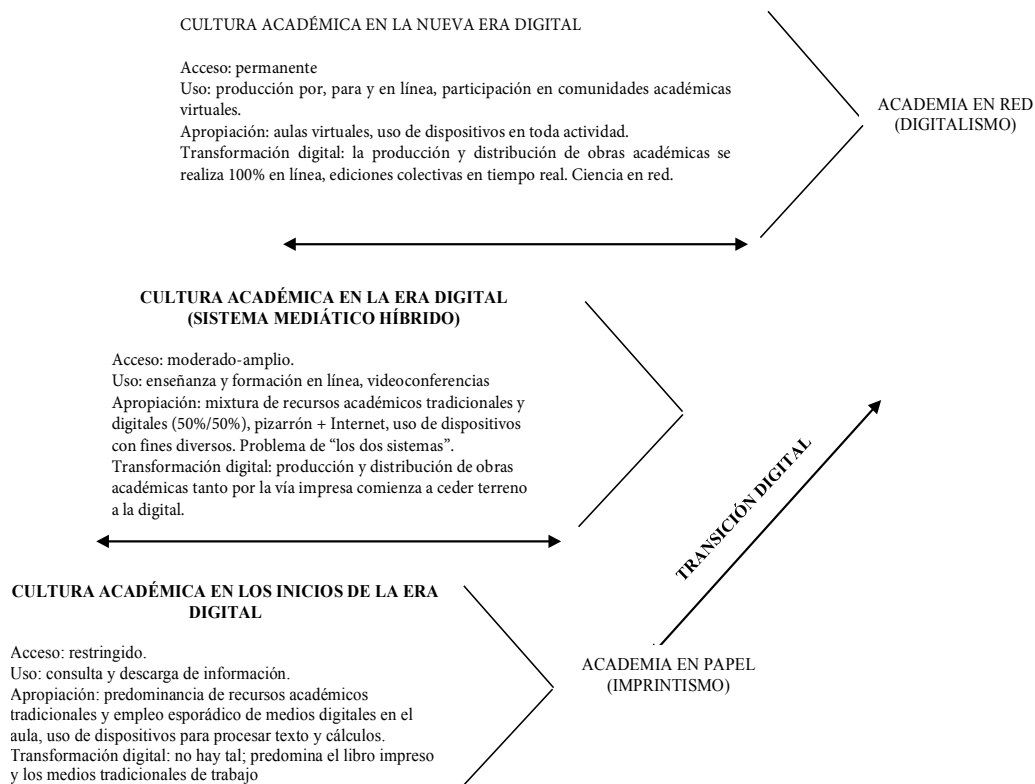 CULTURA ACADÉMICA EN LA NUEVA ERA DIGITAL
Acceso: permanente
Uso: producción por, para y en línea, participación en comunidades académicas
virtuales.
Apropiación: aulas virtuales, uso de dispositivos en toda actividad.
Transformación digital: la producción y distribución de obras académicas se
realiza 100% en línea, ediciones colectivas en tiempo real. Ciencia en red.
ACADEMIA EN RED
(DIGITALISMO)
CULTURA ACADÉMICA EN LA ERA DIGITAL
(SISTEMA MEDIÁTICO HÍBRIDO)
Acceso: moderado-amplio.
Uso: enseñanza y formación en línea, videoconferencias
Apropiación: mixtura de recursos académicos tradicionales y
digitales (50%/50%), pizarrón + Internet, uso de dispositivos
con fines diversos. Problema de “los dos sistemas”.
Transformación digital: producción y distribución de obras
académicas tanto por la vía impresa comienza a ceder terreno
a la digital.
TRANSICIÓN DIGITAL
CULTURA ACADÉMICA EN LOS INICIOS DE LA ERA
DIGITAL
Acceso: restringido.
Uso: consulta y descarga de información.
Apropiación: predominancia de recursos académicos
tradicionales y empleo esporádico de medios digitales en el
aula, uso de dispositivos para procesar texto y cálculos.
Transformación digital: no hay tal; predomina el libro impreso
y los medios tradicionales de trabajo
ACADEMIA EN PAPEL
(IMPRINTISMO)